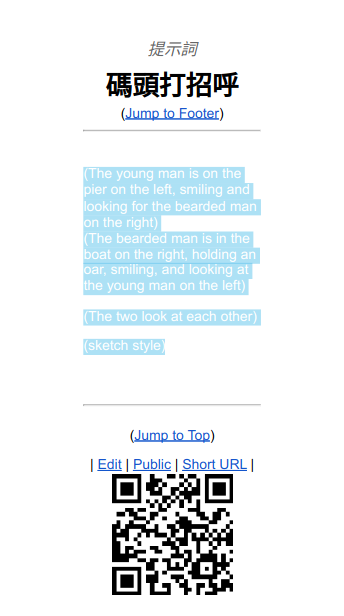 提示詞
碼頭打招呼
(Jump to Footer)
(The young man is on the
pier on the left, smiling and
looking for the bearded man
on the right)
(The bearded man is in the
boat on the right, holding an
oar, smiling, and looking at
the young man on the left)
(The two look at each other)
(sketch style)
(Jump to Top)
| Edit | Public | Short URL |